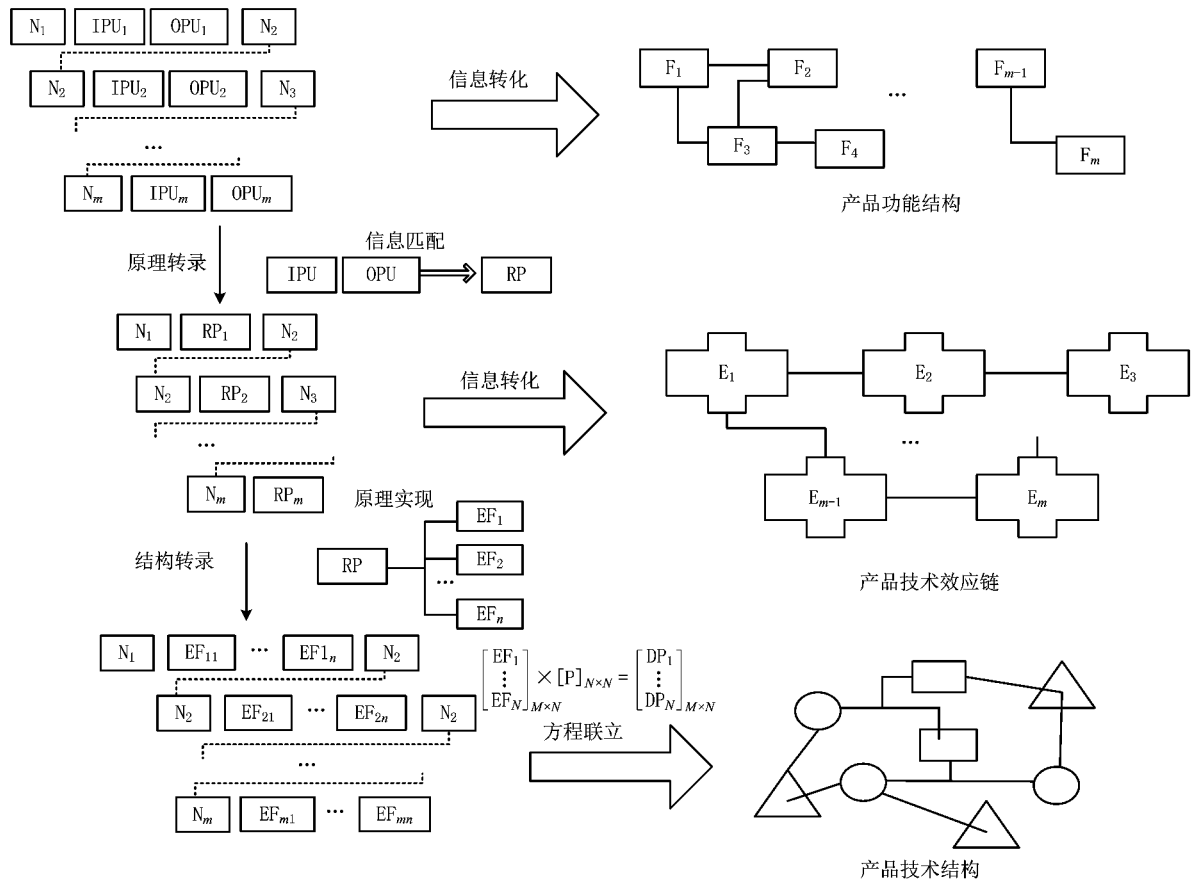 N₁ IPU₁ OPU₁ N₂
N₂ IPU₂ OPU₂ N₃
…
Nₘ IPUₘ OPUₘ
信息转化
F₁ F₂ … Fₘ₋₁
F₃ F₄ Fₘ
产品功能结构
原理转录
信息匹配
IPU OPU RP
N₁ RP₁ N₂
N₂ RP₂ N₃
…
Nₘ RPₘ
信息转化
E₁ E₂ E₃
…
Eₘ₋₁ Eₘ
产品技术效应链
结构转录
原理实现
RP
EF₁
EF₂
…
EFₙ
N₁ EF₁₁ … EF1ₙ N₂
N₂ EF₂₁ … EF₂ₙ N₂
…
Nₘ EFₘ₁ … EFₘₙ
[EF₁ ⋮ EF_N]_{M×N} × [P]_{N×N} = [DP₁ ⋮ DP_N]_{M×N}
方程联立
产品技术结构